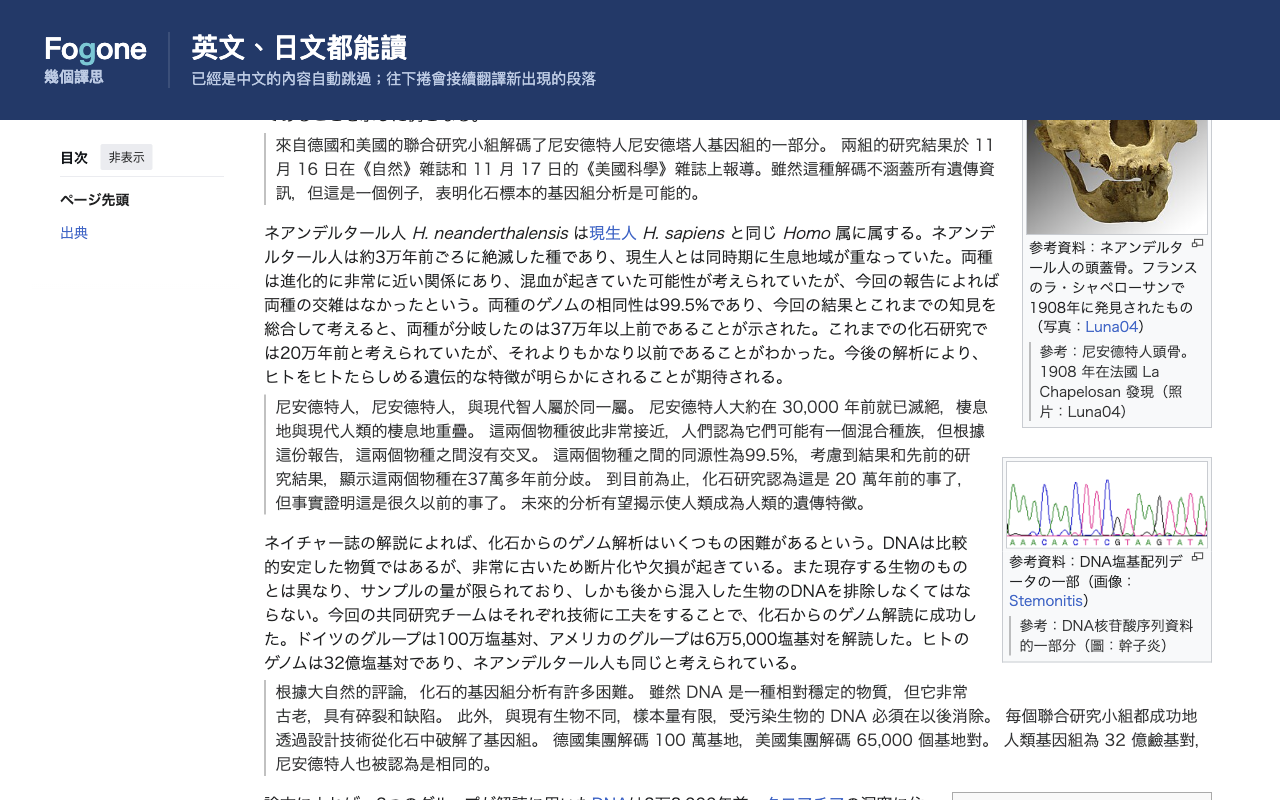 Fogone
幾個譯思
英文、日文都能讀
已經是中文的內容自動跳過；往下捲會接續翻譯新出現的段落
目次 非表示
ページ先頭
出典
來自德國和美國的聯合研究小組解碼了尼安德特人尼安德塔人基因組的一部分。 兩組的研究結果於 11
月 16 日在《自然》雜誌和 11 月 17 日的《美國科學》雜誌上報導。雖然這種解碼不涵蓋所有遺傳資
訊，但這是一個例子，表明化石標本的基因組分析是可能的。
ネアンデルタール人 H. neanderthalensis は現生人 H. sapiens と同じ Homo 属に属する。ネアンデ
ルタール人は約3万年前ごろに絶滅した種であり、現生人とは同時期に生息地域が重なっていた。両種
は進化的に非常に近い関係にあり、混血が起きていた可能性が考えられていたが、今回の報告によれば
両種の交雑はなかったという。両種のゲノムの相同性は99.5%であり、今回の結果とこれまでの知見を
総合して考えると、両種が分岐したのは37万年以上前であることが示された。これまでの化石研究で
は20万年前と考えられていたが、それよりもかなり以前であることがわかった。今後の解析により、
ヒトをヒトたらしめる遺伝的な特徴が明らかにされることが期待される。
尼安德特人，尼安德特人，與現代智人屬於同一屬。 尼安德特人大約在 30,000 年前就已滅絕，棲息
地與現代人類的棲息地重疊。 這兩個物種彼此非常接近，人們認為它們可能有一個混合種族，但根據
這份報告，這兩個物種之間沒有交叉。 這兩個物種之間的同源性為99.5%，考慮到結果和先前的研
究結果，顯示這兩個物種在37萬多年前分歧。 到目前為止，化石研究認為這是 20 萬年前的事了，
但事實證明這是很久以前的事了。 未來的分析有望揭示使人類成為人類的遺傳特徵。
ネイチャー誌の解説によれば、化石からのゲノム解析はいくつもの困難があるという。DNAは比較
的安定した物質ではあるが、非常に古いため断片化や欠損が起きている。また現存する生物のもの
とは異なり、サンプルの量が限られており、しかも後から混入した生物のDNAを排除しなくてはな
らない。今回の共同研究チームはそれぞれ技術に工夫をすることで、化石からのゲノム解読に成功し
た。ドイツのグループは100万塩基対、アメリカのグループは6万5,000塩基対を解読した。ヒトの
ゲノムは32億塩基対であり、ネアンデルタール人も同じと考えられている。
根據大自然的評論，化石的基因組分析有許多困難。 雖然 DNA 是一種相對穩定的物質，但它非常
古老，具有碎裂和缺陷。 此外，與現有生物不同，樣本量有限，受污染生物的 DNA 必須在以後消除。 每個聯合研究小組都成功地
透過設計技術從化石中破解了基因組。 德國集團解碼 100 萬基地，美國集團解碼 65,000 個基地對。 人類基因組為 32 億鹼基對，
尼安德特人也被認為是相同的。
参考資料：ネアンデルタ
ール人の頭蓋骨。フランス
のラ・シャペローサンで
1908年に発見されたもの
（写真：Luna04）
參考：尼安德特人頭骨。
1908 年在法國 La
Chapelosan 發現（照
片：Luna04）
A A A C A A C T T C G T A A G T A T A
参考資料：DNA塩基配列デ
ータの一部（画像：
Stemonitis）
參考：DNA核苷酸序列資料
的一部分（圖：幹子炎）